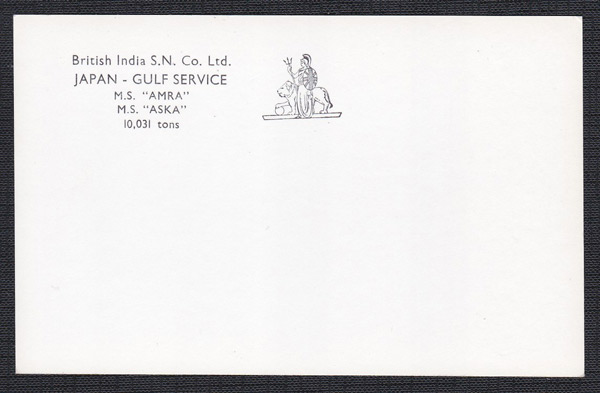 British India S.N. Co. Ltd.
JAPAN - GULF SERVICE
M.S. "AMRA"
M.S. "ASKA"
10,031 tons